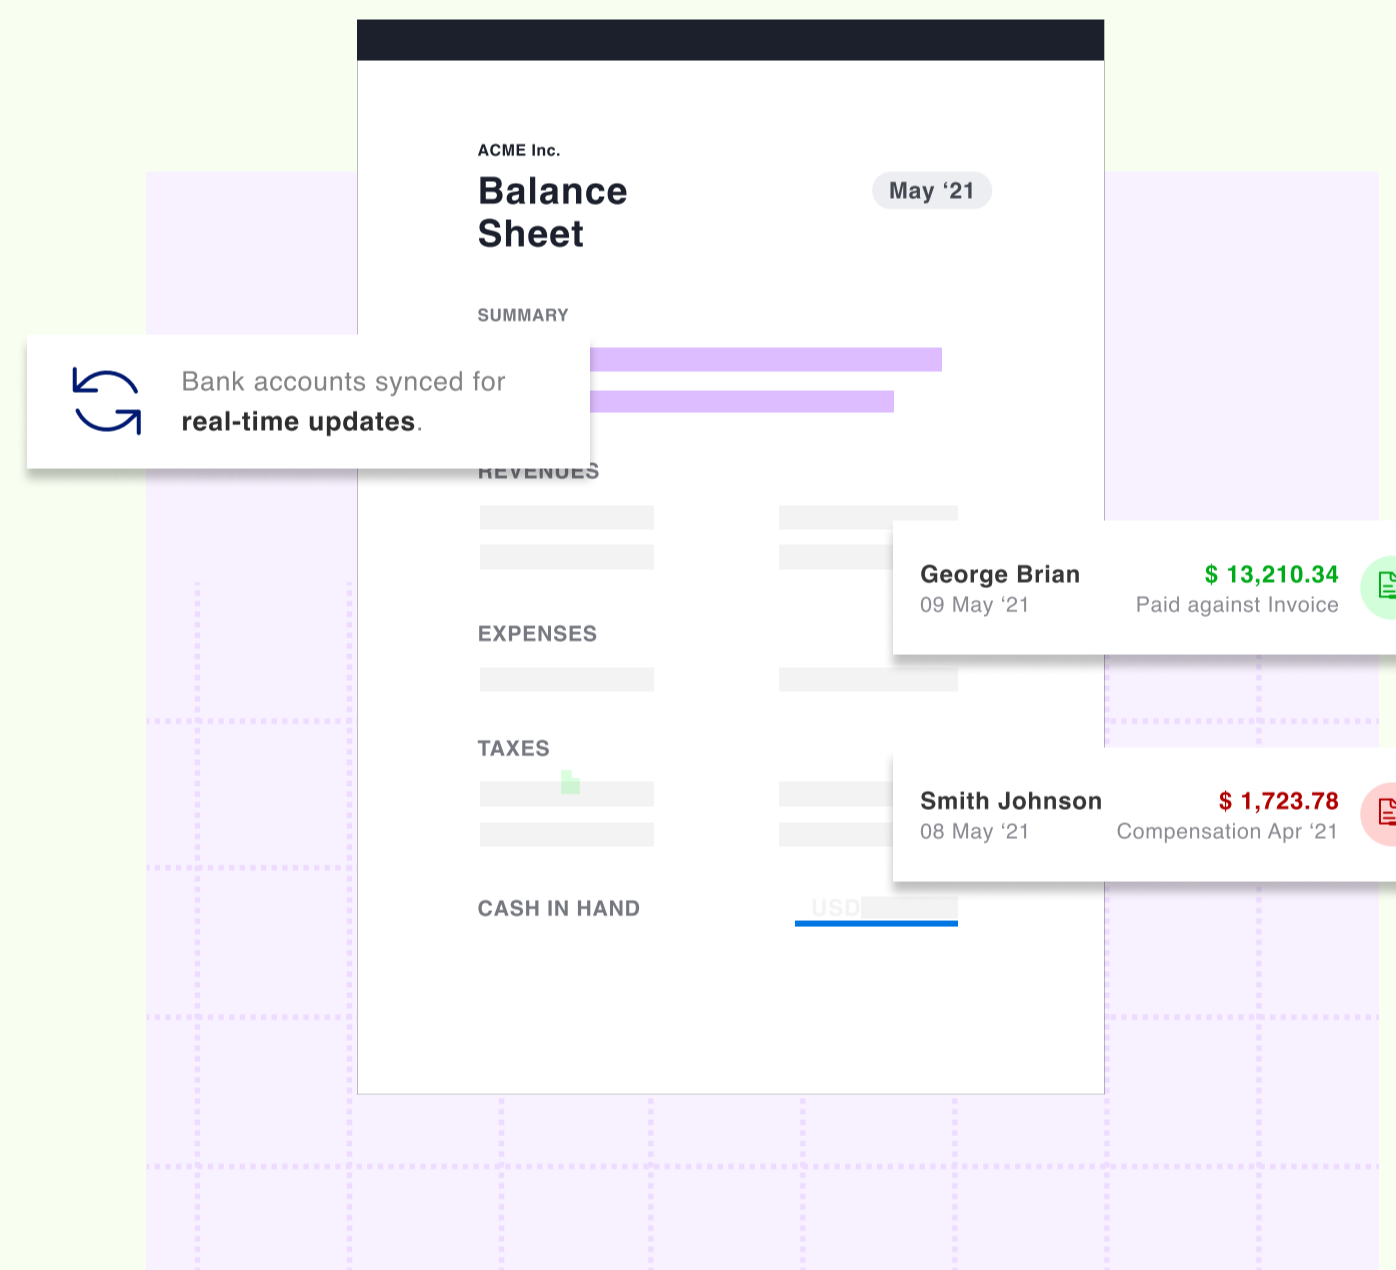 ACME Inc.
Balance
Sheet
May ‘21
SUMMARY
Bank accounts synced for
real-time updates.
REVENUES
George Brian
$ 13,210.34
09 May ‘21
Paid against Invoice
EXPENSES
TAXES
Smith Johnson
$ 1,723.78
08 May ‘21
Compensation Apr ‘21
CASH IN HAND
USD